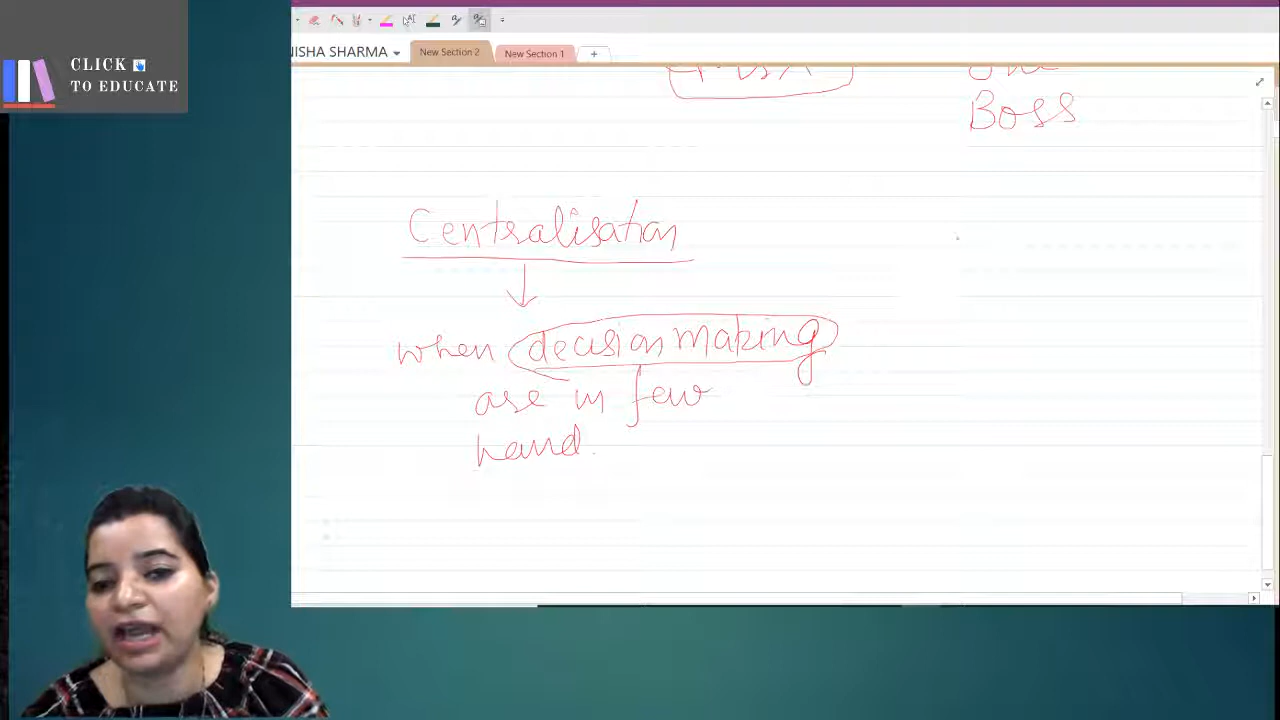 CLICK
TO EDUCATE
NISHA SHARMA
New Section 2
New Section 1
Boss
Centralisation
when decision making
are in few
hand.